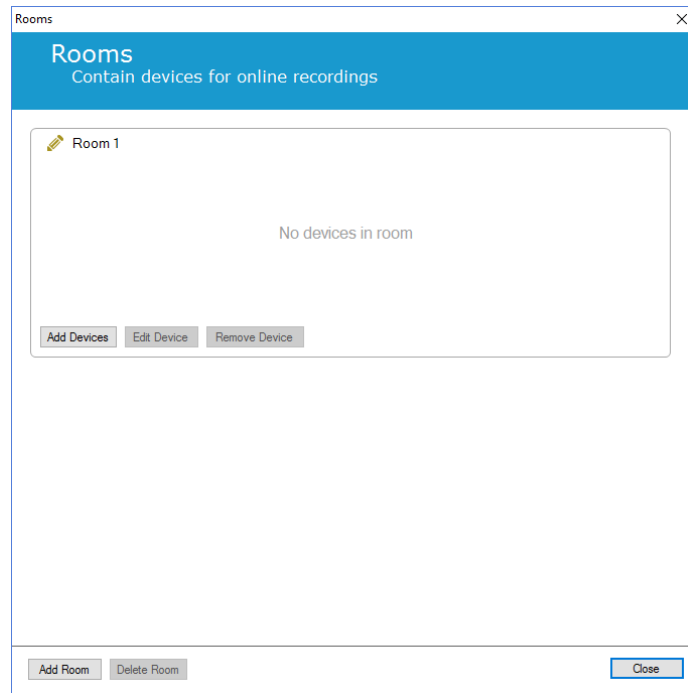 Rooms
Rooms
Contain devices for online recordings
Room 1
No devices in room
Add Devices Edit Device Remove Device
Add Room Delete Room Close